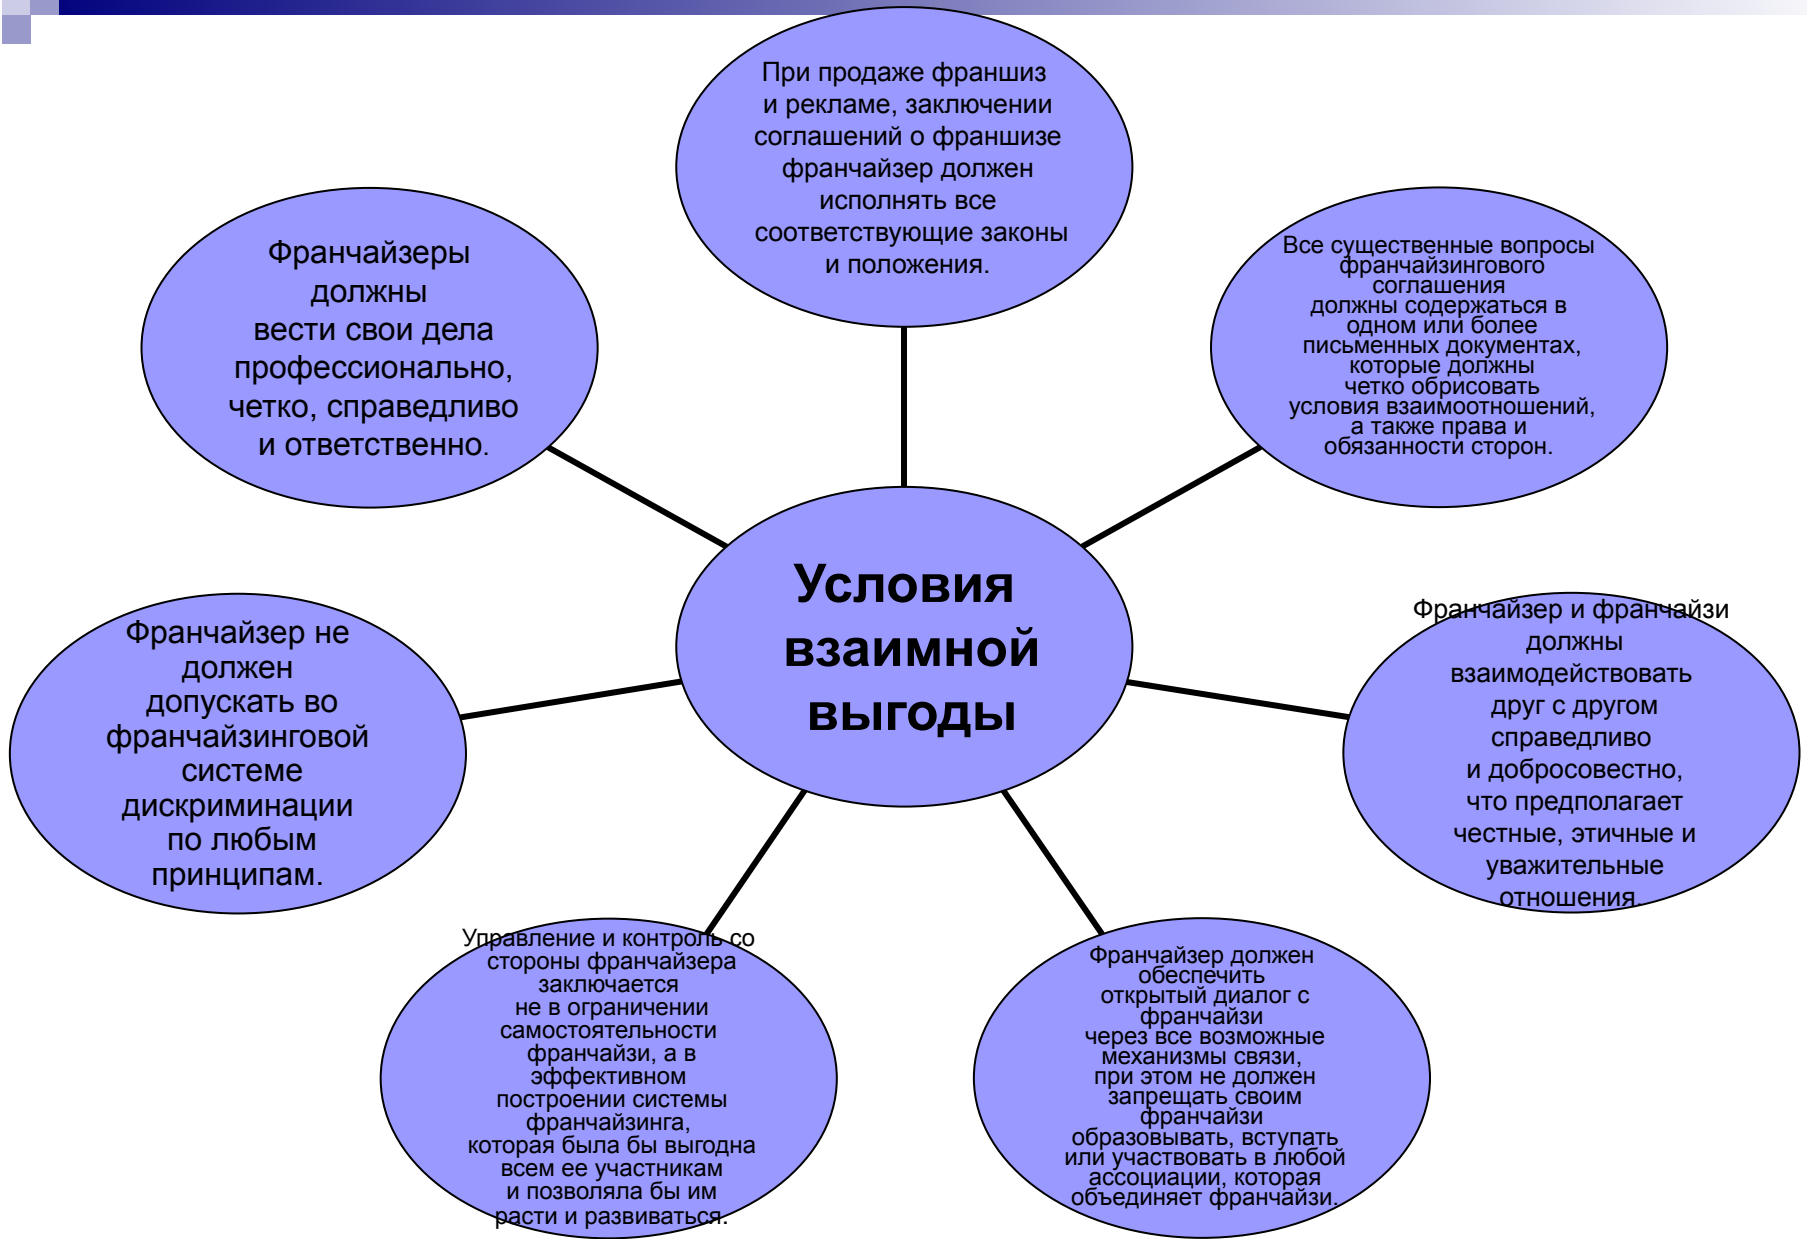 При продаже франшиз
и рекламе, заключении
соглашений о франшизе
франчайзер должен
исполнять все
соответствующие законы
и положения.
Франчайзеры
должны
вести свои дела
профессионально,
четко, справедливо
и ответственно.
Все существенные вопросы
франчайзингового
соглашения
должны содержаться в
одном или более
письменных документах,
которые должны
четко обрисовать
условия взаимоотношений,
а также права и
обязанности сторон.
Условия
взаимной
выгоды
Франчайзер не
должен
допускать во
франчайзинговой
системе
дискриминации
по любым
принципам.
Франчайзер и франчайзи
должны
взаимодействовать
друг с другом
справедливо
и добросовестно,
что предполагает
честные, этичные и
уважительные
отношения.
Управление и контроль со
стороны франчайзера
заключается
не в ограничении
самостоятельности
франчайзи, а в
эффективном
построении системы
франчайзинга,
которая была бы выгодна
всем ее участникам
и позволяла бы им
расти и развиваться.
Франчайзер должен
обеспечить
открытый диалог с
франчайзи
через все возможные
механизмы связи,
при этом не должен
запрещать своим
франчайзи
образовывать, вступать
или участвовать в любой
ассоциации, которая
объединяет франчайзи.